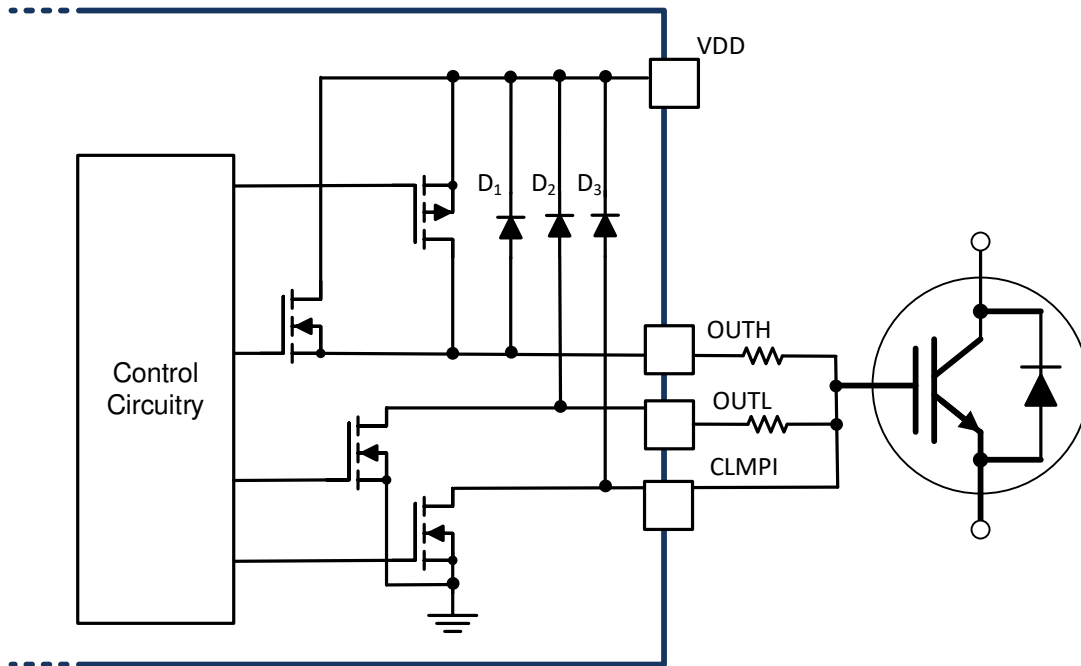 VDD
D₁ D₂ D₃
OUTH
Control
Circuitry
OUTL
CLMPI